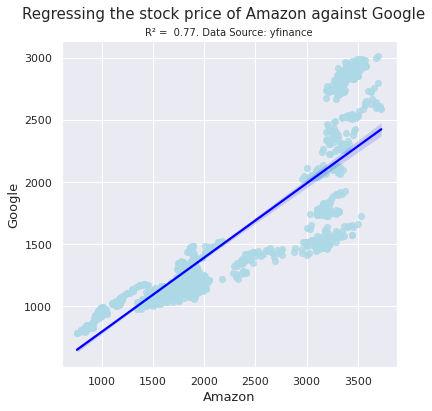 Regressing the stock price of Amazon against Google
R² =  0.77. Data Source: yfinance
3000
2500
2000
1500
1000
Google
1000 1500 2000 2500 3000 3500
Amazon